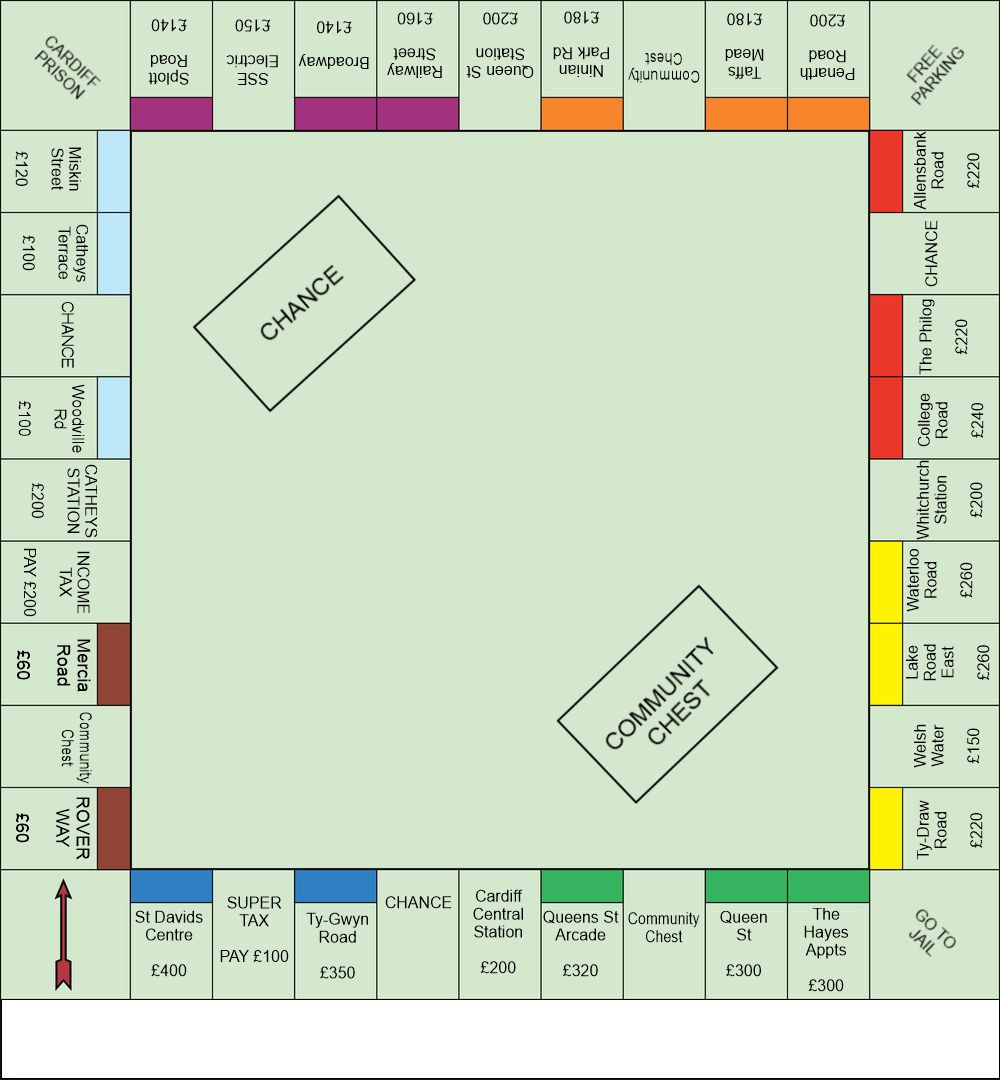 CARDIFF
PRISON
Splott
Road
£140
SSE
Electric
£150
Broadway
£140
Railway
Street
£160
Queen St
Station
£200
Ninian
Park Rd
£180
Community
Chest
Taffs
Mead
£180
Penarth
Road
£200
FREE
PARKING
Allensbank
Road
£220
CHANCE
The Philog
£220
College
Road
£240
Whitchurch
Station
£200
Waterloo
Road
£260
Lake
Road
East
£260
Welsh
Water
£150
Ty-Draw
Road
£220
GO TO
JAIL
The
Hayes
Appts
£300
Queen
St
£300
Community
Chest
Queens St
Arcade
£320
Cardiff
Central
Station
£200
CHANCE
Ty-Gwyn
Road
£350
SUPER
TAX
PAY £100
St Davids
Centre
£400
ROVER
WAY
£60
Community
Chest
Mercia
Road
£60
INCOME
TAX
PAY £200
CATHEYS
STATION
£200
Woodville
Rd
£100
CHANCE
Catheys
Terrace
£100
Miskin
Street
£120
CHANCE
COMMUNITY
CHEST